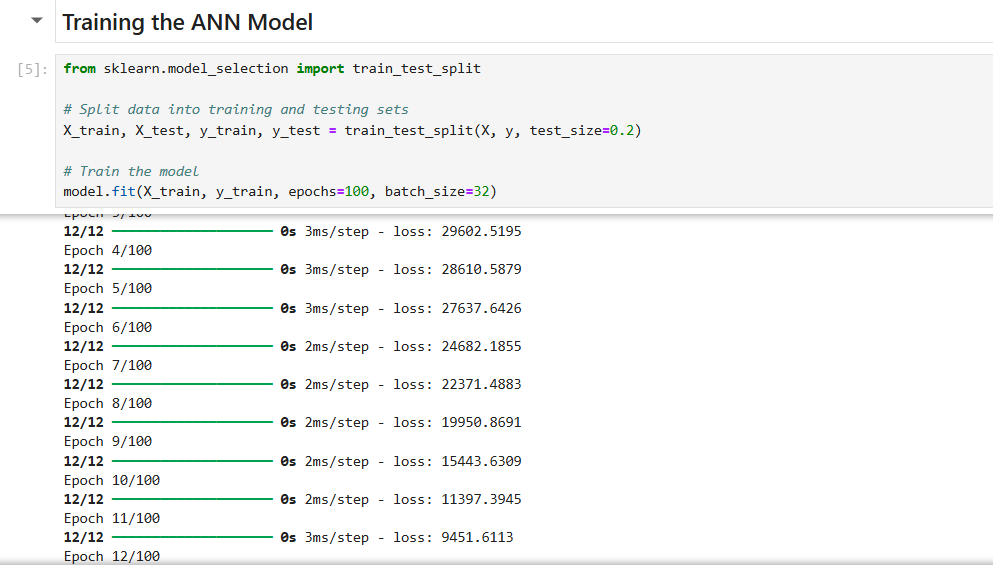 Training the ANN Model
[5]:
from sklearn.model_selection import train_test_split
# Split data into training and testing sets
X_train, X_test, y_train, y_test = train_test_split(X, y, test_size=0.2)
# Train the model
model.fit(X_train, y_train, epochs=100, batch_size=32)
Epoch 3/100
12/12 0s 3ms/step - loss: 29602.5195
Epoch 4/100
12/12 0s 3ms/step - loss: 28610.5879
Epoch 5/100
12/12 0s 3ms/step - loss: 27637.6426
Epoch 6/100
12/12 0s 2ms/step - loss: 24682.1855
Epoch 7/100
12/12 0s 2ms/step - loss: 22371.4883
Epoch 8/100
12/12 0s 2ms/step - loss: 19950.8691
Epoch 9/100
12/12 0s 2ms/step - loss: 15443.6309
Epoch 10/100
12/12 0s 2ms/step - loss: 11397.3945
Epoch 11/100
12/12 0s 3ms/step - loss: 9451.6113
Epoch 12/100